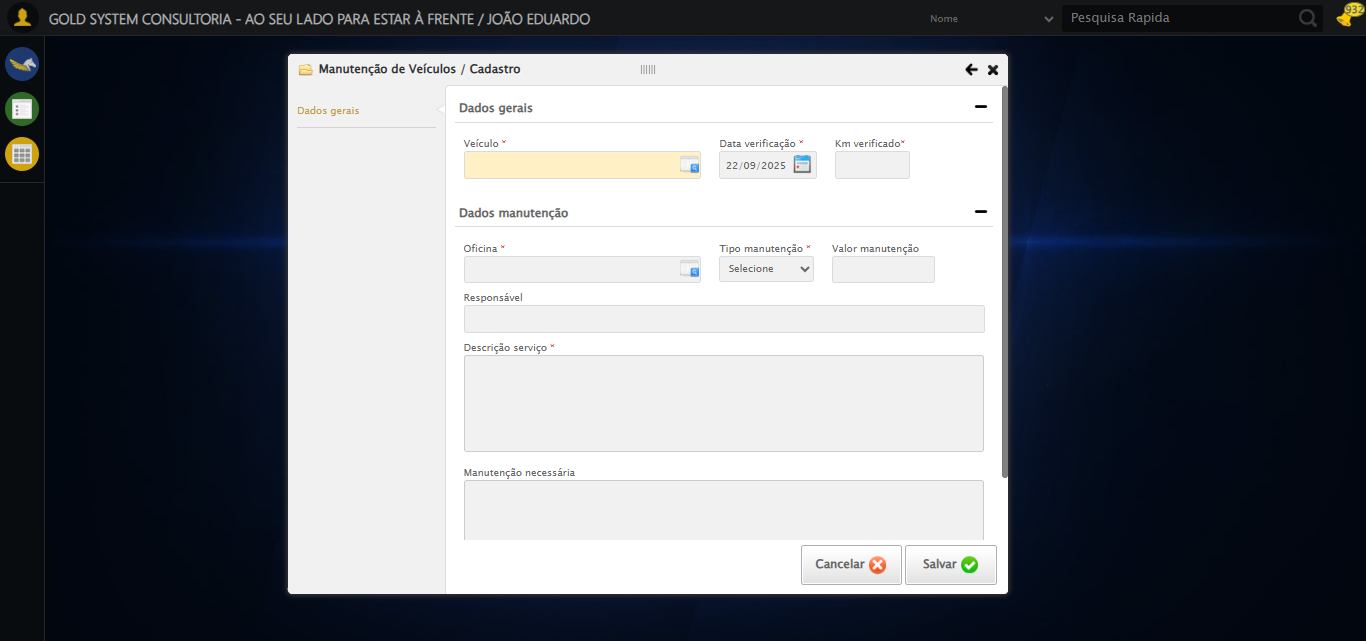 GOLD SYSTEM CONSULTORIA - AO SEU LADO PARA ESTAR À FRENTE / JOÃO EDUARDO
Nome
Pesquisa Rapida
932
Manutenção de Veículos / Cadastro
Dados gerais
Dados gerais
Veículo *
Data verificação *
Km verificado*
22/09/2025
Dados manutenção
Oficina *
Tipo manutenção *
Valor manutenção
Selecione
Responsável
Descrição serviço *
Manutenção necessária
Cancelar
Salvar